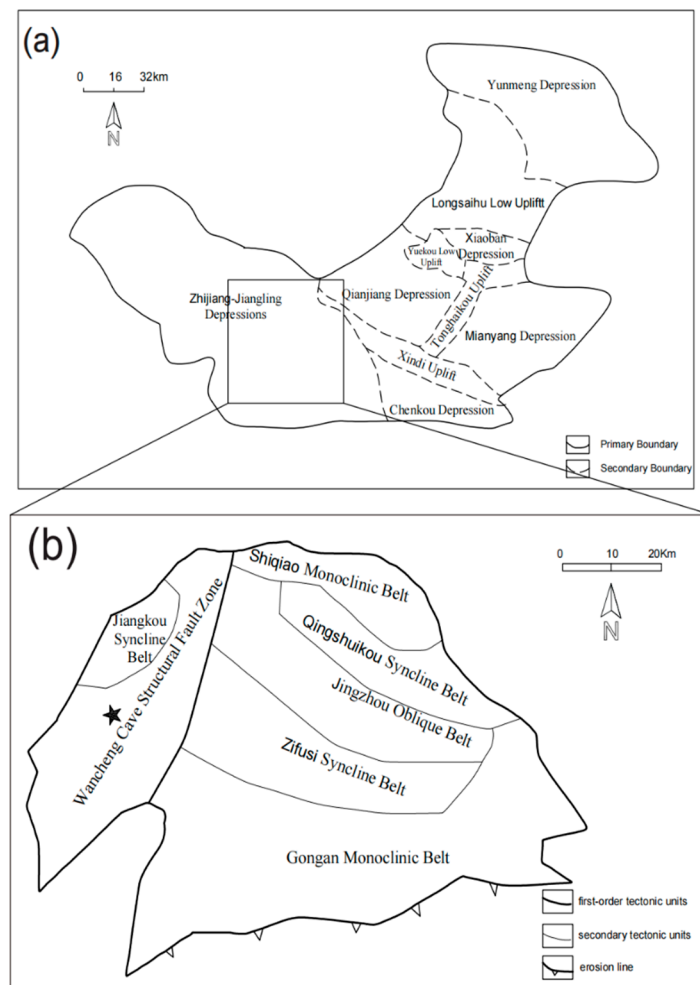 (a)
0 16 32km
N
Yunmeng Depression
Longsaihu Low Upliftt
Xiaoban
Depression
Yuekou Low
Uplift
Zhijiang-Jiangling
Depressions
Qianjiang Depression
Tonghaikou Uplift
Mianyang Depression
Xindi Uplift
Chenkou Depression
Primary Boundary
Secondary Boundary
(b)
0 10 20Km
N
Shiqiao Monoclinic Belt
Jiangkou
Syncline
Belt
Wancheng Cave Structural Fault Zone
Qingshuikou Syncline Belt
Jingzhou Oblique Belt
Zifusi Syncline Belt
Gongan Monoclinic Belt
first-order tectonic units
secondary tectonic units
erosion line